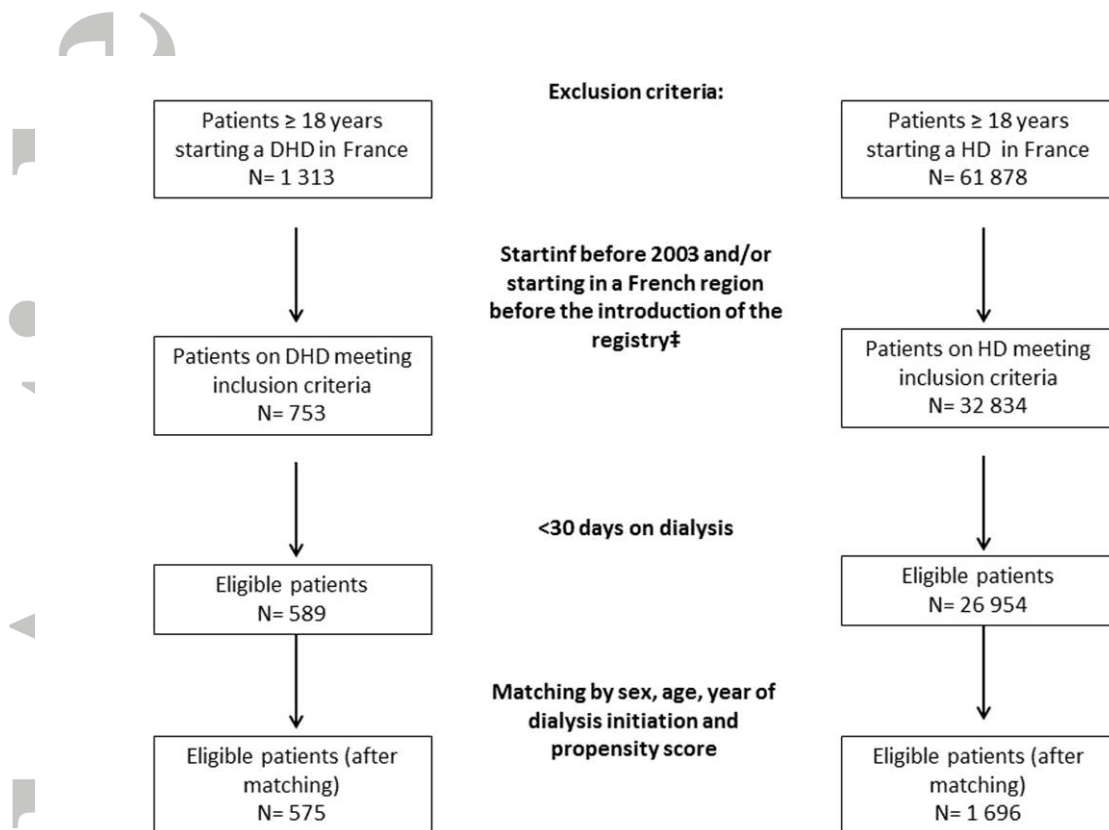 Exclusion criteria:
Patients ≥ 18 years
starting a DHD in France
N= 1 313
Patients ≥ 18 years
starting a HD in France
N= 61 878
Startinf before 2003 and/or
starting in a French region
before the introduction of the
registry‡
Patients on DHD meeting
inclusion criteria
N= 753
Patients on HD meeting
inclusion criteria
N= 32 834
<30 days on dialysis
Eligible patients
N= 589
Eligible patients
N= 26 954
Matching by sex, age, year of
dialysis initiation and
propensity score
Eligible patients (after
matching)
N= 575
Eligible patients (after
matching)
N= 1 696